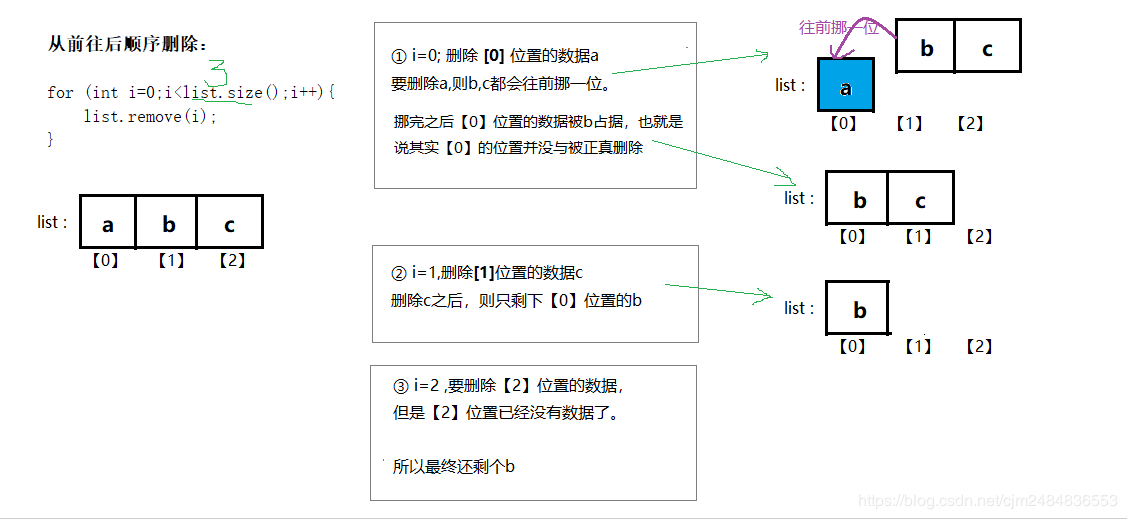 从前往后顺序删除：
3
for (int i=0;i<list.size();i++){
list.remove(i);
}
list :
a b c
【0】 【1】 【2】
① i=0; 删除 [0] 位置的数据a
要删除a,则b,c都会往前挪一位。
挪完之后【0】位置的数据被b占据，也就是
说其实【0】的位置并没与被正真删除
② i=1,删除[1]位置的数据c
删除c之后，则只剩下【0】位置的b
③ i=2 ,要删除【2】位置的数据，
但是【2】位置已经没有数据了。
所以最终还剩个b
往前挪一位
b c
list :
a
【0】 【1】 【2】
list :
b c
【0】 【1】 【2】
list :
b
【0】 【1】 【2】
https://blog.csdn.net/cjm2484836553